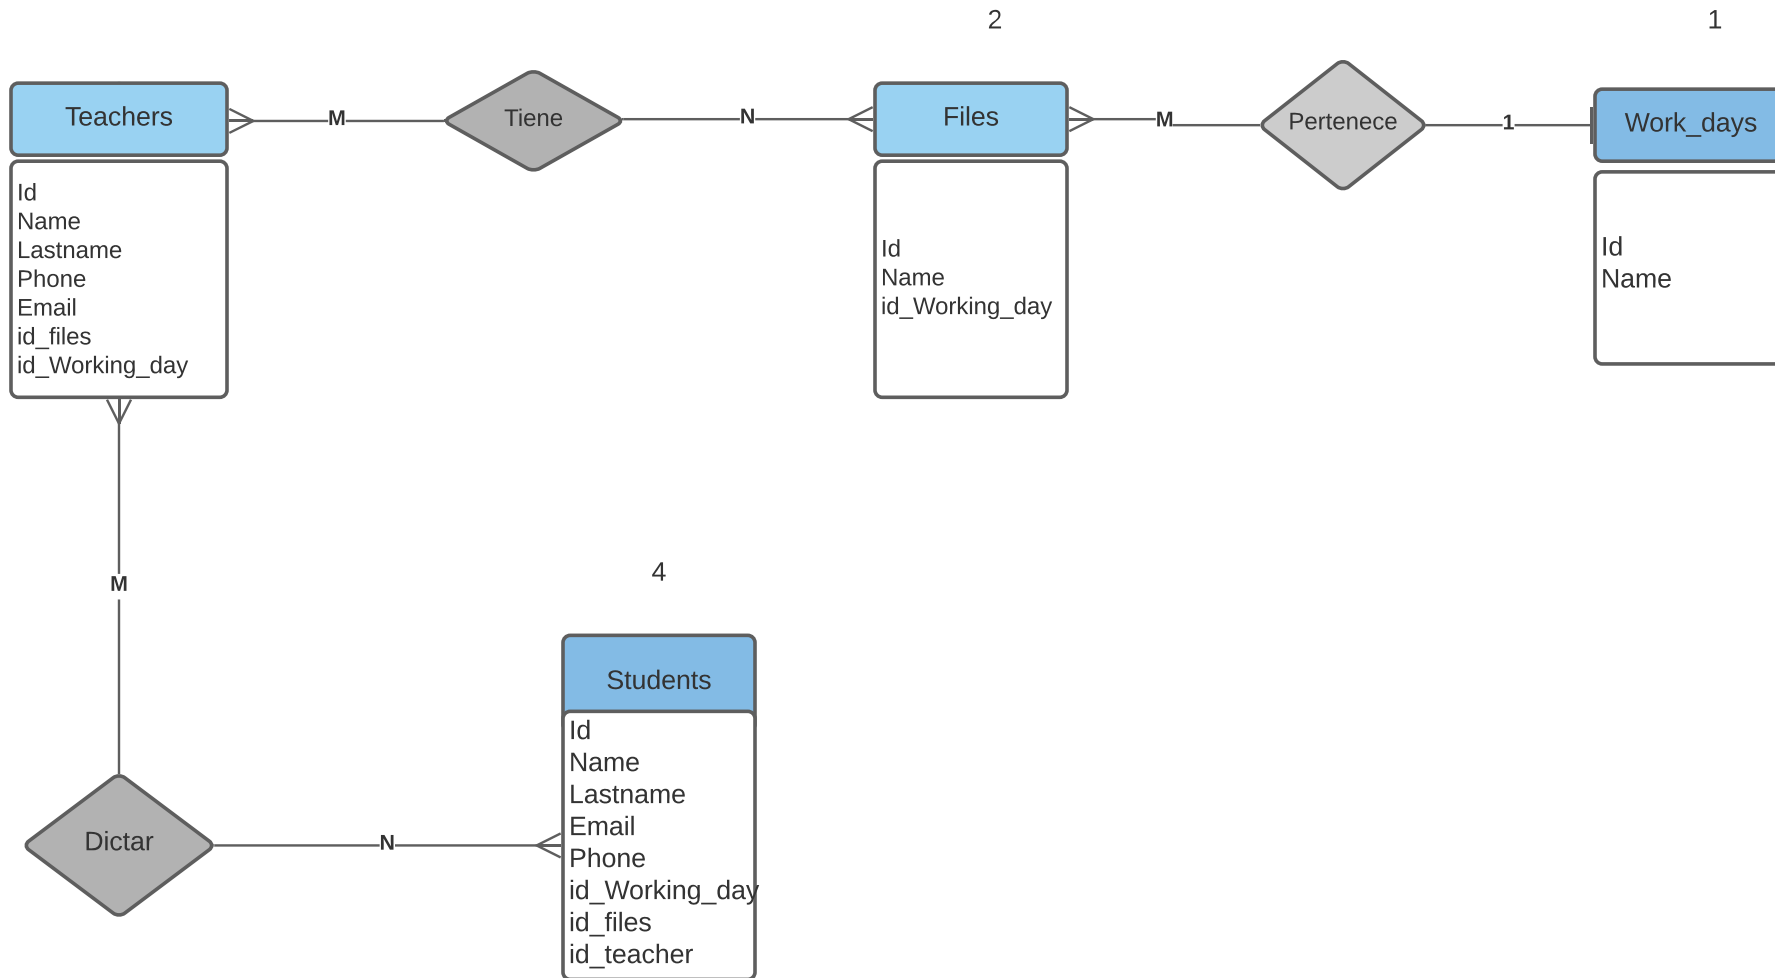 2
1
Teachers
M
Tiene
N
Files
M
Pertenece
1
Work_days
Id
Name
Lastname
Phone
Email
id_files
id_Working_day
Id
Name
id_Working_day
Id
Name
M
4
Students
Id
Name
Lastname
Email
Phone
id_Working_day
id_files
id_teacher
Dictar
N